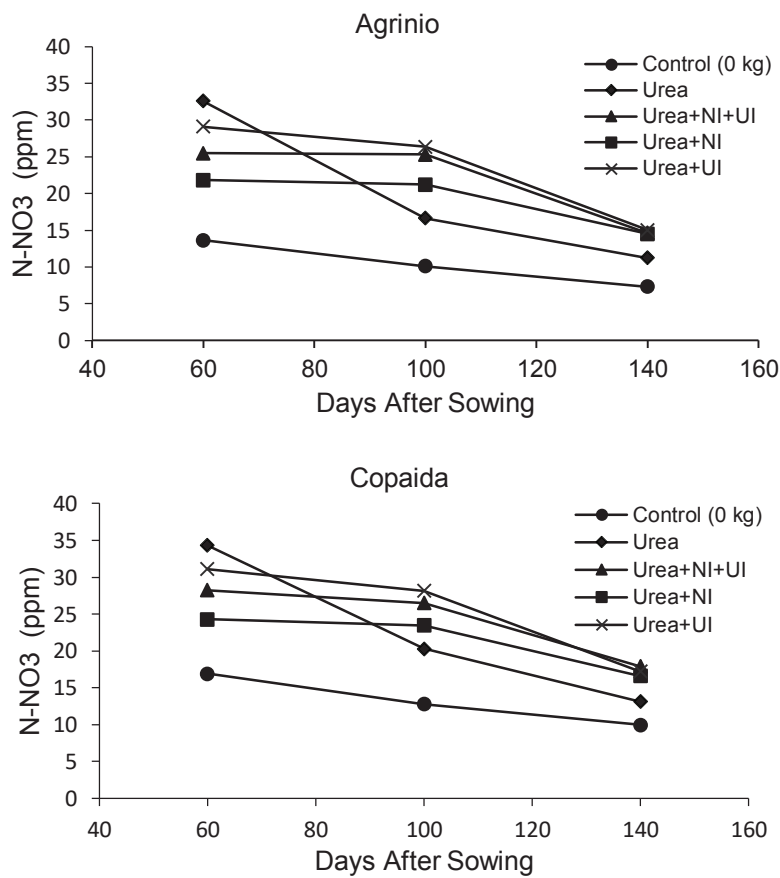 Agrinio
40
35
30
25
20
15
10
5
0
N-NO3 (ppm)
Control (0 kg)
Urea
Urea+NI+UI
Urea+NI
Urea+UI
40 60 80 100 120 140 160
Days After Sowing
Copaida
40
35
30
25
20
15
10
5
0
N-NO3 (ppm)
Control (0 kg)
Urea
Urea+NI+UI
Urea+NI
Urea+UI
40 60 80 100 120 140 160
Days After Sowing